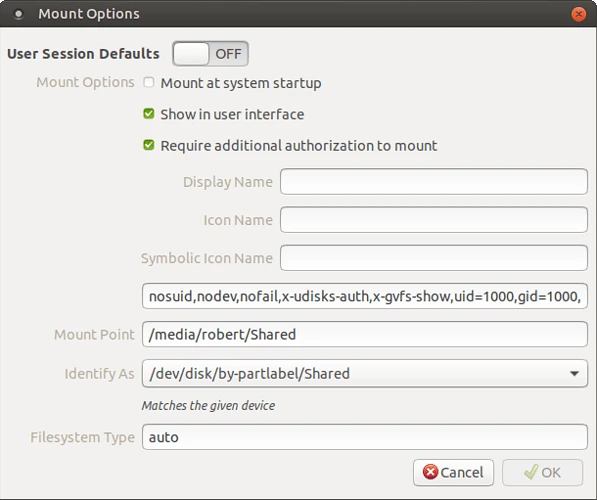 Mount Options
User Session Defaults OFF
Mount Options Mount at system startup
Show in user interface
Require additional authorization to mount
Display Name
Icon Name
Symbolic Icon Name
nosuid,nodev,nofail,x-udisks-auth,x-gvfs-show,uid=1000,gid=1000,
Mount Point /media/robert/Shared
Identify As /dev/disk/by-partlabel/Shared
Matches the given device
Filesystem Type auto
Cancel OK